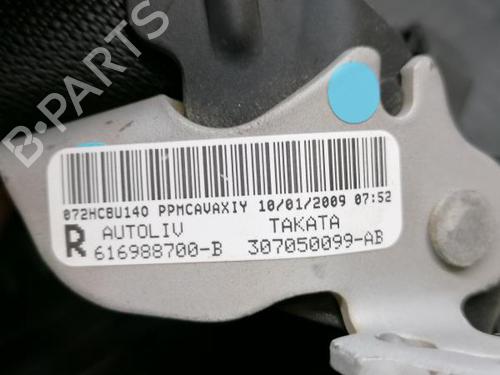 B·PARTS
072HCBU140 PPMCAVAXIY 10/01/2009 07:52
R AUTOLIV TAKATA
616988700-B 307050099-AB